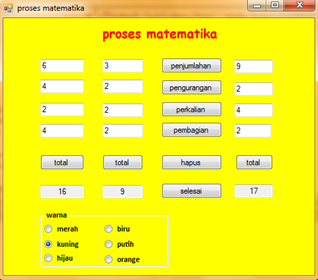 proses matematika
proses matematika
6 3 penjumlahan 9
4 2 pengurangan 2
2 2 perkalian 4
4 2 pembagian 2
total total hapus total
16 9 selesai 17
warna
merah biru
kuning putih
hijau orange